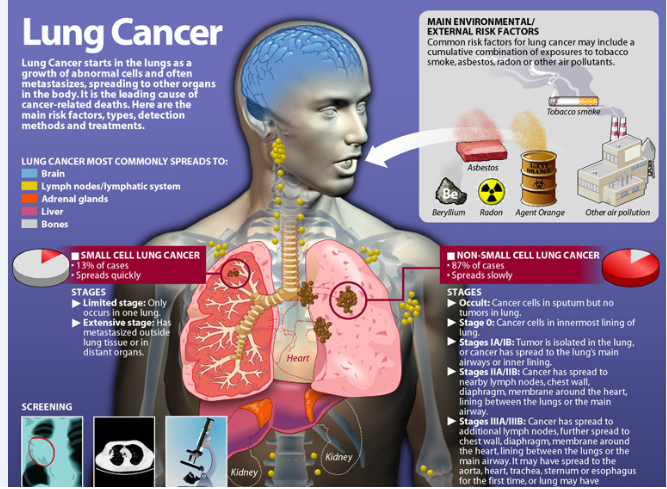 Lung Cancer
Lung Cancer starts in the lungs as a
growth of abnormal cells and often
metastasizes, spreading to other organs
in the body. It is the leading cause of
cancer-related deaths. Here are the
main risk factors, types, detection
methods and treatments.
LUNG CANCER MOST COMMONLY SPREADS TO:
Brain
Lymph nodes/lymphatic system
Adrenal glands
Liver
Bones
MAIN ENVIRONMENTAL/
EXTERNAL RISK FACTORS
Common risk factors for lung cancer may include a
cumulative combination of exposures to tobacco
smoke, asbestos, radon or other air pollutants.
Tobacco smoke
Asbestos
Be
AGENT
ORANGE
Beryllium
Radon
Agent Orange
Other air pollution
SMALL CELL LUNG CANCER
• 13% of cases
• Spreads quickly
STAGES
Limited stage: Only
occurs in one lung.
Extensive stage: Has
metastasized outside
lung tissue or in
distant organs.
NON-SMALL CELL LUNG CANCER
• 87% of cases
• Spreads slowly
STAGES
Occult: Cancer cells in sputum but no
tumors in lung.
Stage 0: Cancer cells in innermost lining of
lung.
Stages IA/IB: Tumor is isolated in the lung,
or cancer has spread to the lung's main
airways or inner lining.
Stages IIA/IIB: Cancer has spread to
nearby lymph nodes, chest wall,
diaphragm, membrane around the heart,
lining between the lungs or the main
airway.
Stages IIIA/IIIB: Cancer has spread to
additional lymph nodes, further spread to
chest wall, diaphragm, membrane around
the heart, lining between the lungs or the
main airway. It may have spread to the
aorta, heart, trachea, sternum or esophagus
for the first time, or lung may have
Heart
Kidney
Kidney
SCREENING